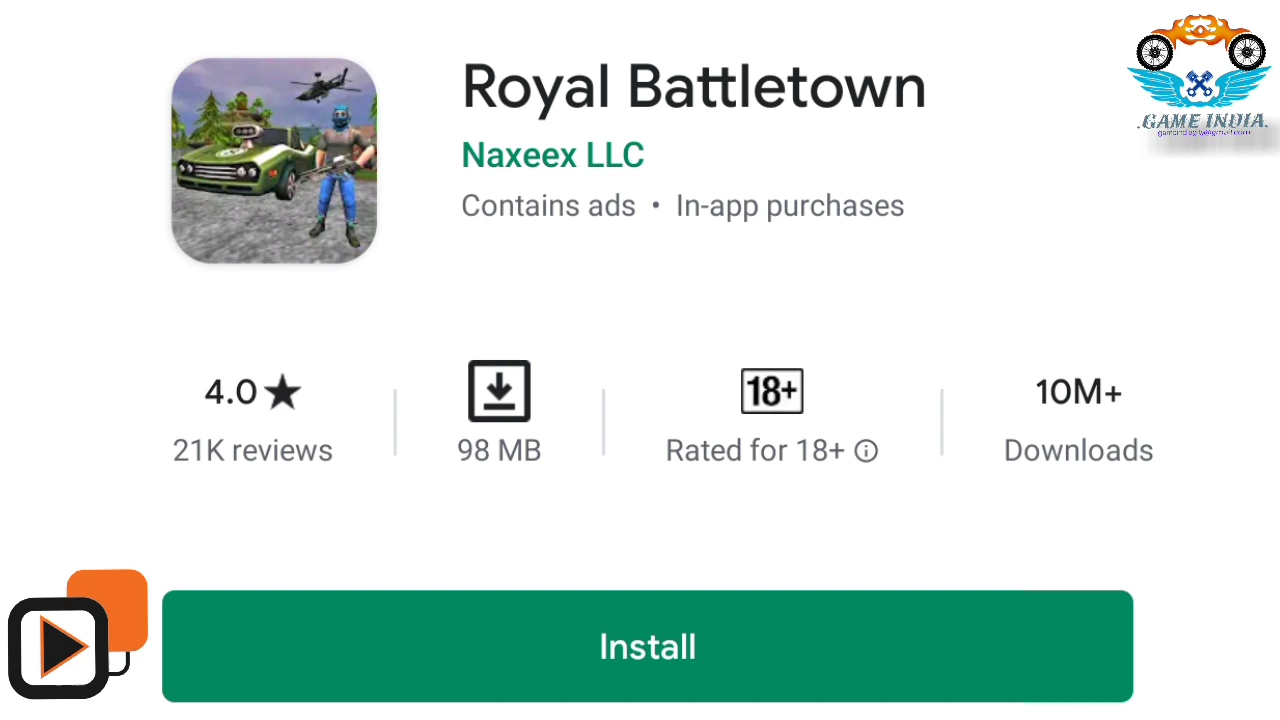 Royal Battletown
Naxeex LLC
Contains ads • In-app purchases
.GAME INDIA.
4.0★
21K reviews
98 MB
18+
Rated for 18+
10M+
Downloads
Install